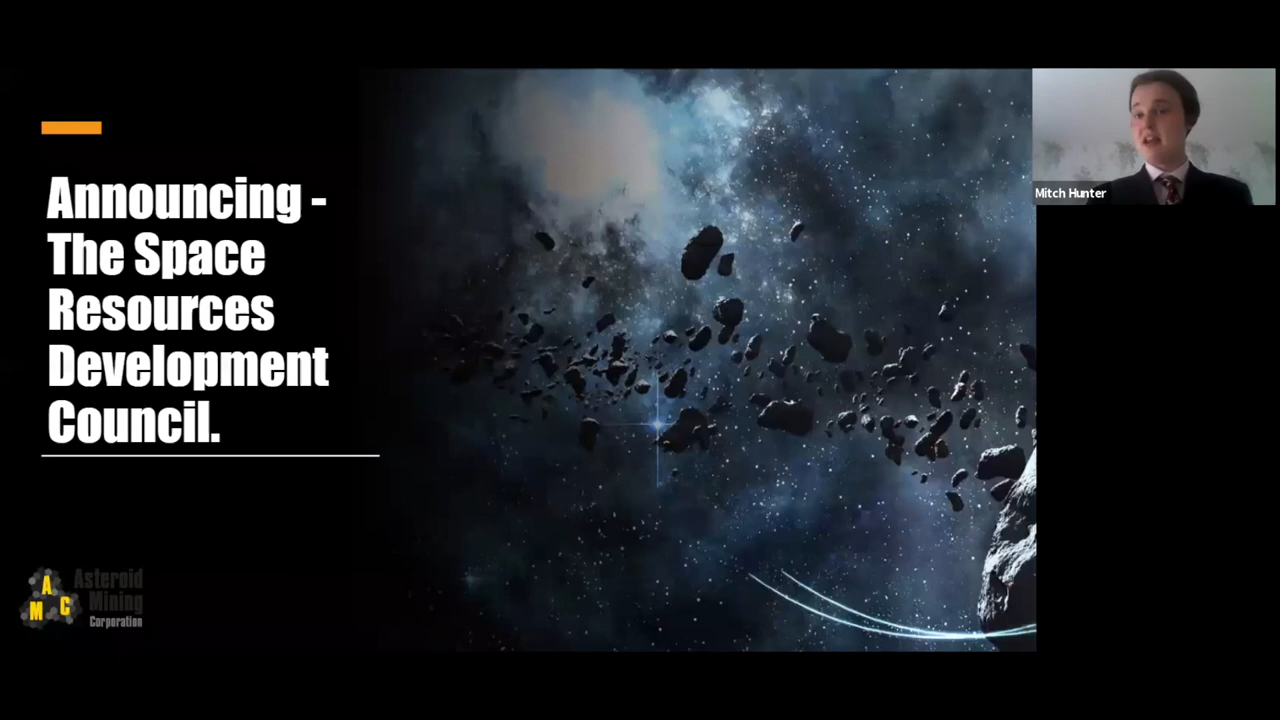 Announcing -
The Space
Resources
Development
Council.
Mitch Hunter
A
M C
Asteroid
Mining
Corporation